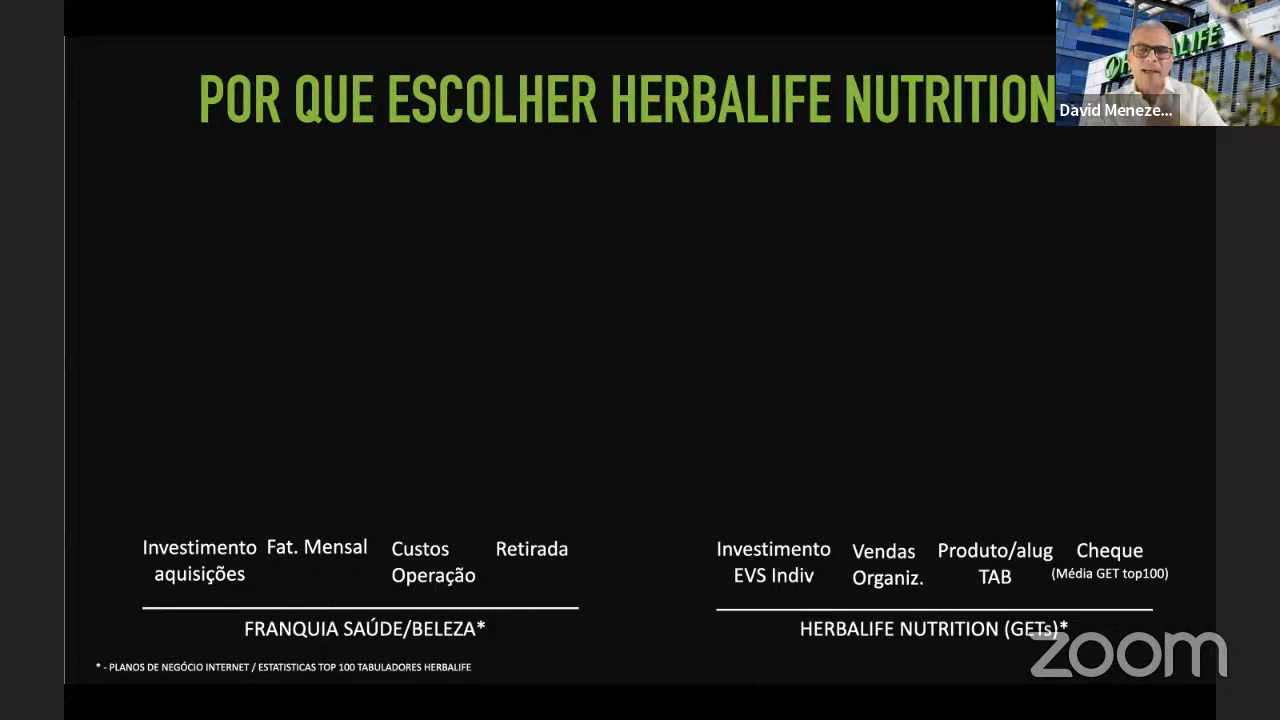 POR QUE ESCOLHER HERBALIFE NUTRITION
David Meneze...
Investimento aquisições
Fat. Mensal
Custos Operação
Retirada
FRANQUIA SAÚDE/BELEZA*
Investimento EVS Indiv
Vendas Organiz.
Produto/alug TAB
Cheque
(Média GET top100)
HERBALIFE NUTRITION (GETs)*
* - PLANOS DE NEGÓCIO INTERNET / ESTATISTICAS TOP 100 TABULADORES HERBALIFE
zoom